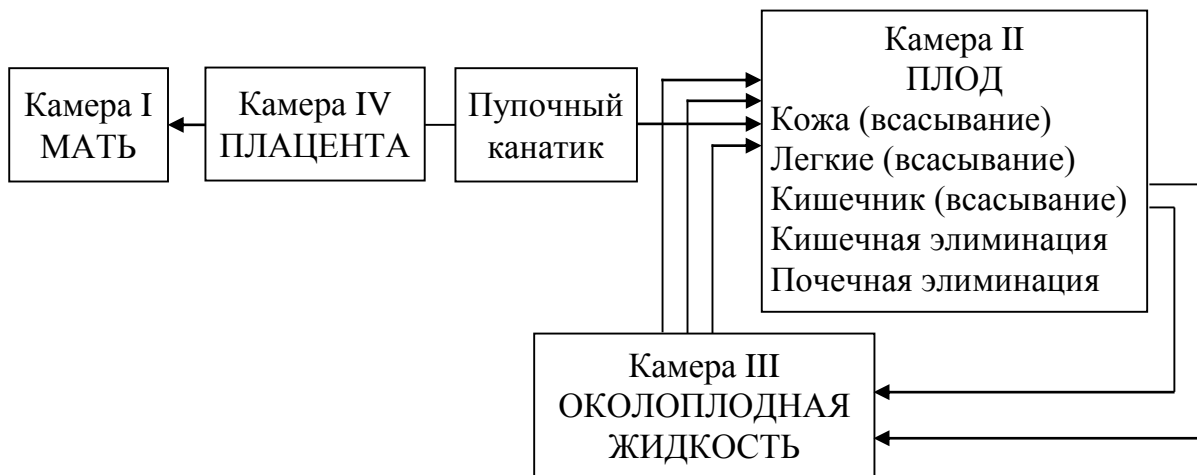 Камера I
МАТЬ
Камера IV
ПЛАЦЕНТА
Пупочный
канатик
Камера II
ПЛОД
Кожа (всасывание)
Легкие (всасывание)
Кишечник (всасывание)
Кишечная элиминация
Почечная элиминация
Камера III
ОКОЛОПЛОДНАЯ
ЖИДКОСТЬ